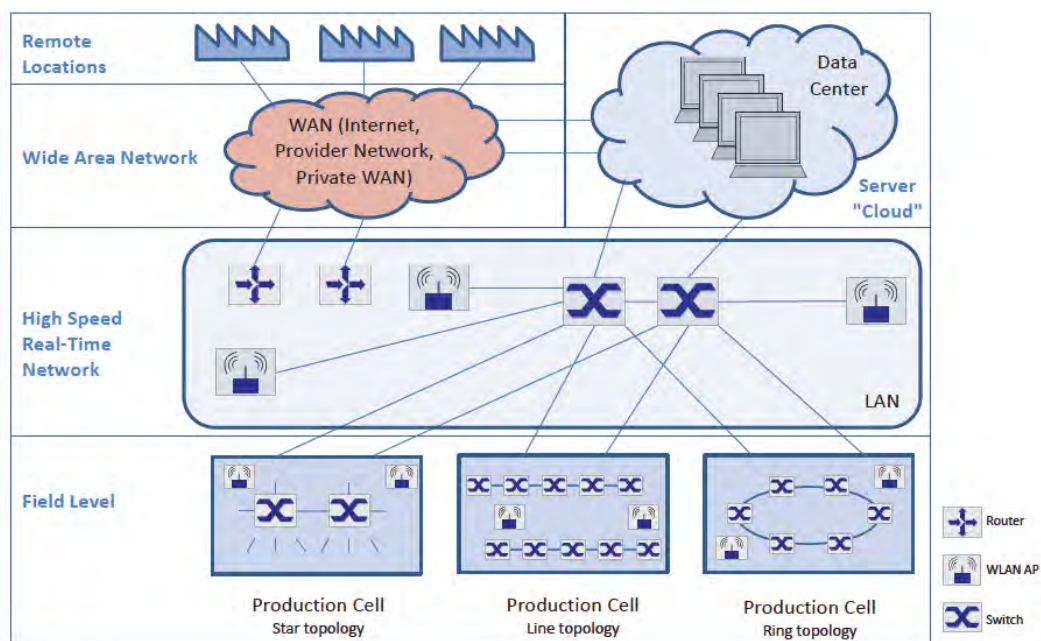 Remote
Locations
Wide Area Network
WAN (Internet,
Provider Network,
Private WAN)
Data
Center
Server
"Cloud"
High Speed
Real-Time
Network
LAN
Field Level
Production Cell
Star topology
Production Cell
Line topology
Production Cell
Ring topology
Router
WLAN AP
Switch